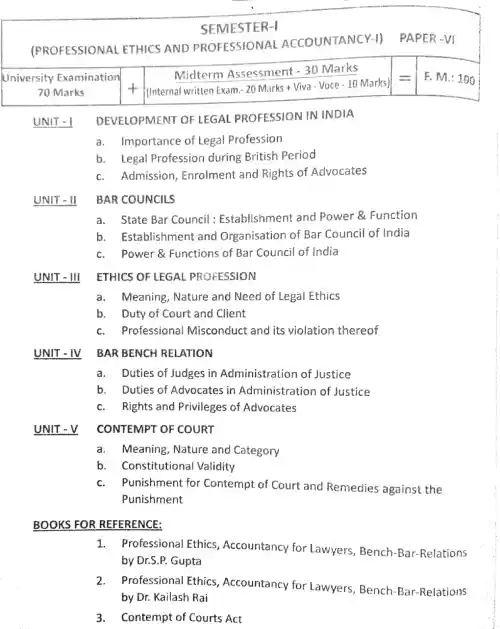 SEMESTER-I
(PROFESSIONAL ETHICS AND PROFESSIONAL ACCOUNTANCY-I) PAPER -VI
University Examination 70 Marks + Midterm Assessment - 30 Marks (Internal written Exam.- 20 Marks + Viva - Voce - 10 Marks) = F. M.: 100
UNIT - I DEVELOPMENT OF LEGAL PROFESSION IN INDIA
a. Importance of Legal Profession
b. Legal Profession during British Period
c. Admission, Enrolment and Rights of Advocates
UNIT - II BAR COUNCILS
a. State Bar Council : Establishment and Power & Function
b. Establishment and Organisation of Bar Council of India
c. Power & Functions of Bar Council of India
UNIT - III ETHICS OF LEGAL PROFESSION
a. Meaning, Nature and Need of Legal Ethics
b. Duty of Court and Client
c. Professional Misconduct and its violation thereof
UNIT - IV BAR BENCH RELATION
a. Duties of Judges in Administration of Justice
b. Duties of Advocates in Administration of Justice
c. Rights and Privileges of Advocates
UNIT - V CONTEMPT OF COURT
a. Meaning, Nature and Category
b. Constitutional Validity
c. Punishment for Contempt of Court and Remedies against the
Punishment
BOOKS FOR REFERENCE:
1. Professional Ethics, Accountancy for Lawyers, Bench-Bar-Relations
by Dr.S.P. Gupta
2. Professional Ethics, Accountancy for Lawyers, Bench-Bar-Relations
by Dr. Kailash Rai
3. Contempt of Courts Act